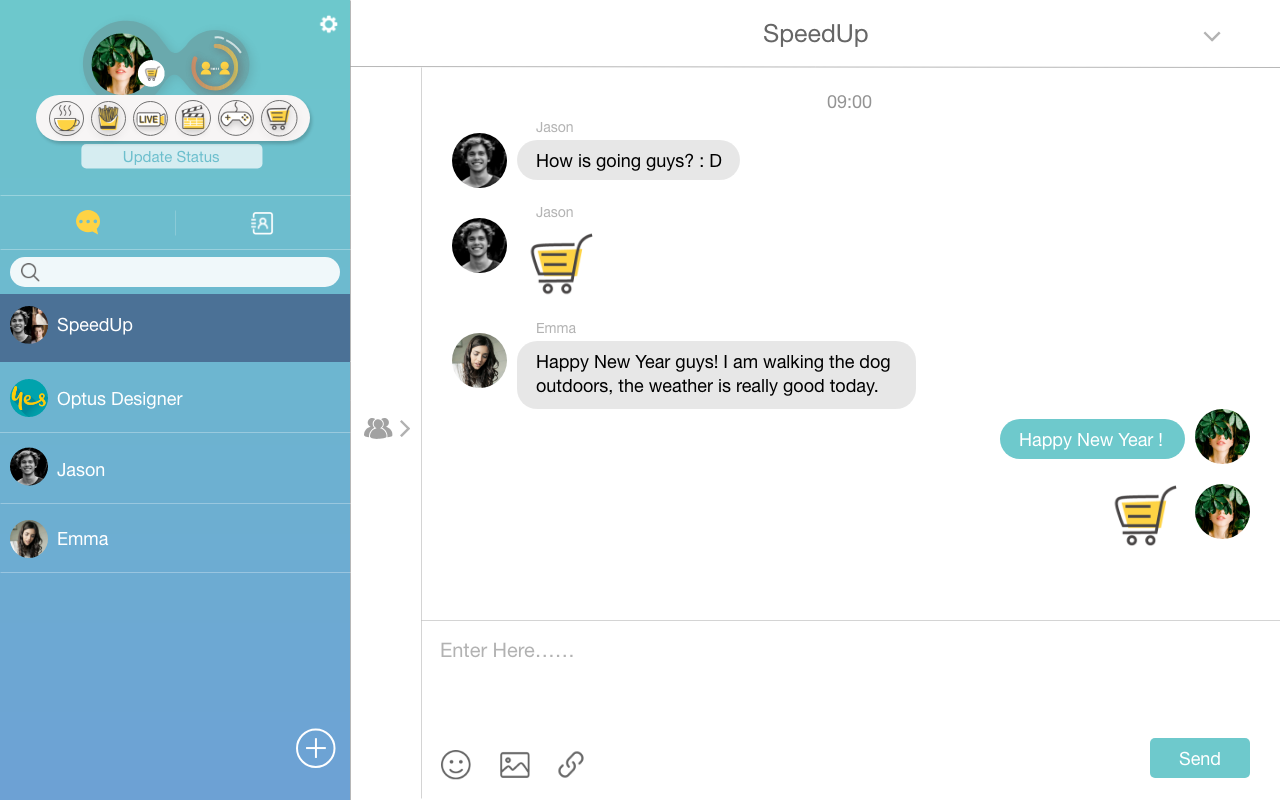 LIVE
Update Status
SpeedUp
yes
Optus Designer
Jason
Emma
SpeedUp
09:00
Jason
How is going guys? : D
Jason
Emma
Happy New Year guys! I am walking the dog
outdoors, the weather is really good today.
Happy New Year !
Enter Here......
Send